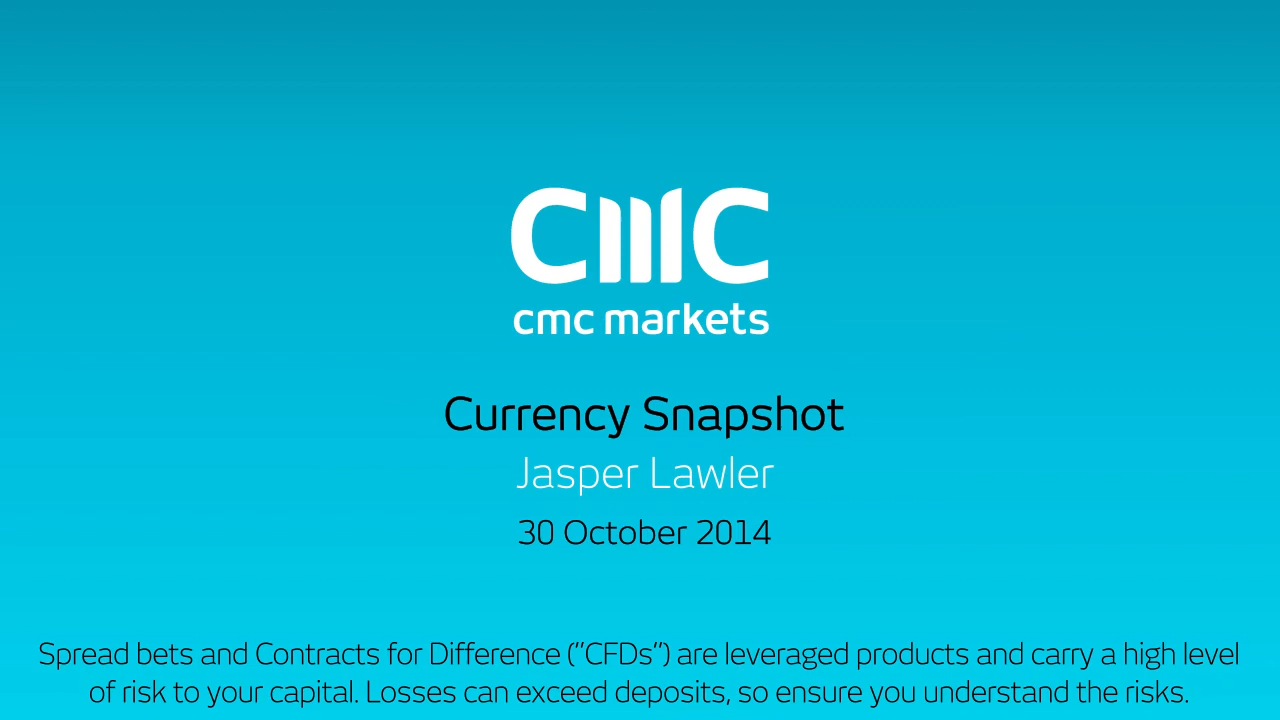 CMC
cmc markets
Currency Snapshot
Jasper Lawler
30 October 2014
Spread bets and Contracts for Difference (“CFDs”) are leveraged products and carry a high level
of risk to your capital. Losses can exceed deposits, so ensure you understand the risks.